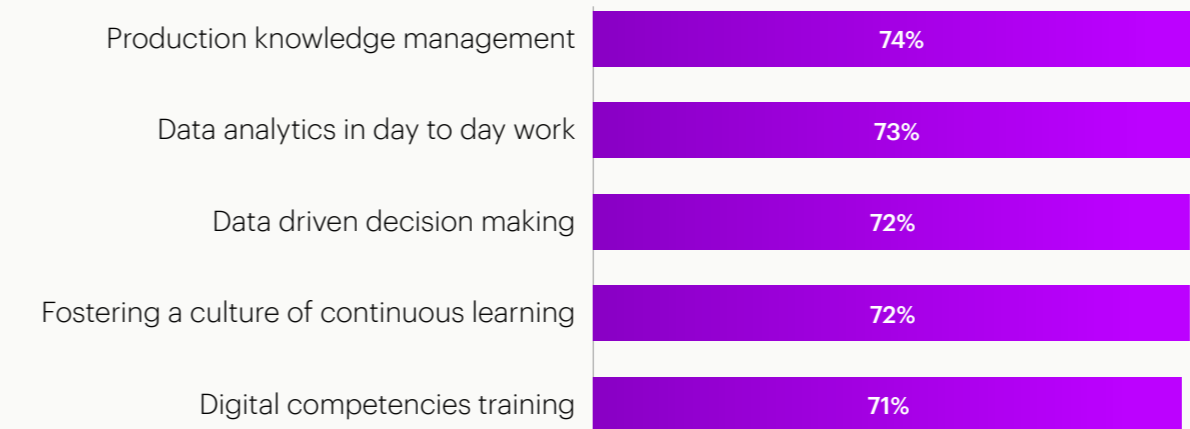 Production knowledge management 74%
Data analytics in day to day work 73%
Data driven decision making 72%
Fostering a culture of continuous learning 72%
Digital competencies training 71%